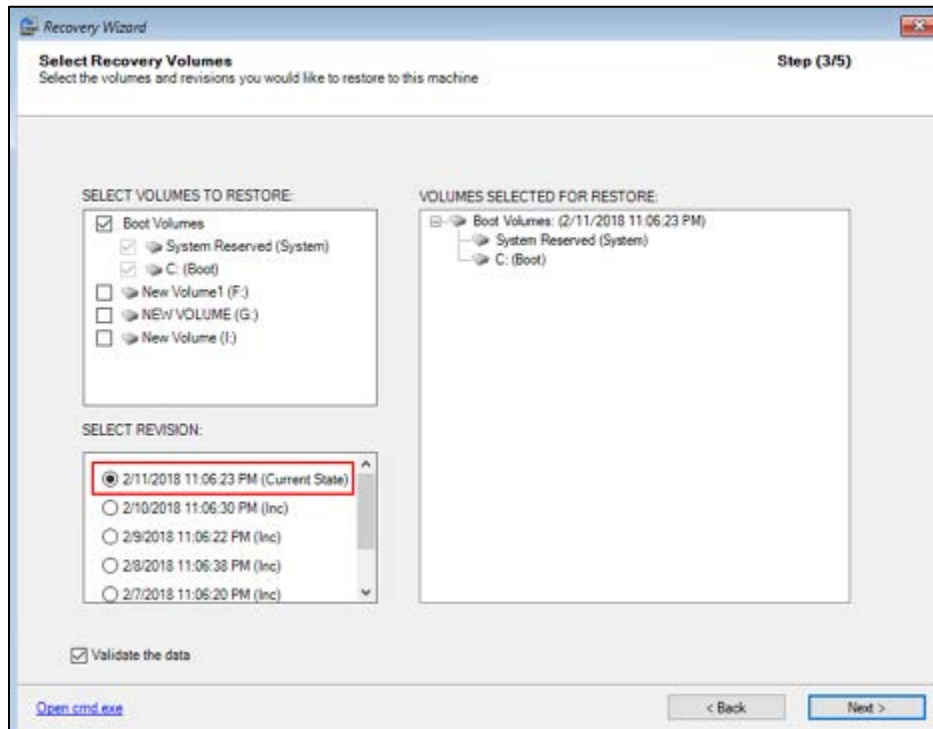 Recovery Wizard
Select Recovery Volumes
Step (3/5)
Select the volumes and revisions you would like to restore to this machine
SELECT VOLUMES TO RESTORE:
Boot Volumes
System Reserved (System)
C: (Boot)
New Volume1 (F:)
NEW VOLUME (G:)
New Volume (I:)
VOLUMES SELECTED FOR RESTORE:
Boot Volumes: (2/11/2018 11:06:23 PM)
System Reserved (System)
C: (Boot)
SELECT REVISION:
2/11/2018 11:06:23 PM (Current State)
2/10/2018 11:06:30 PM (Inc)
2/9/2018 11:06:22 PM (Inc)
2/8/2018 11:06:38 PM (Inc)
2/7/2018 11:06:20 PM (Inc)
Validate the data
Open cmd.exe
< Back
Next >